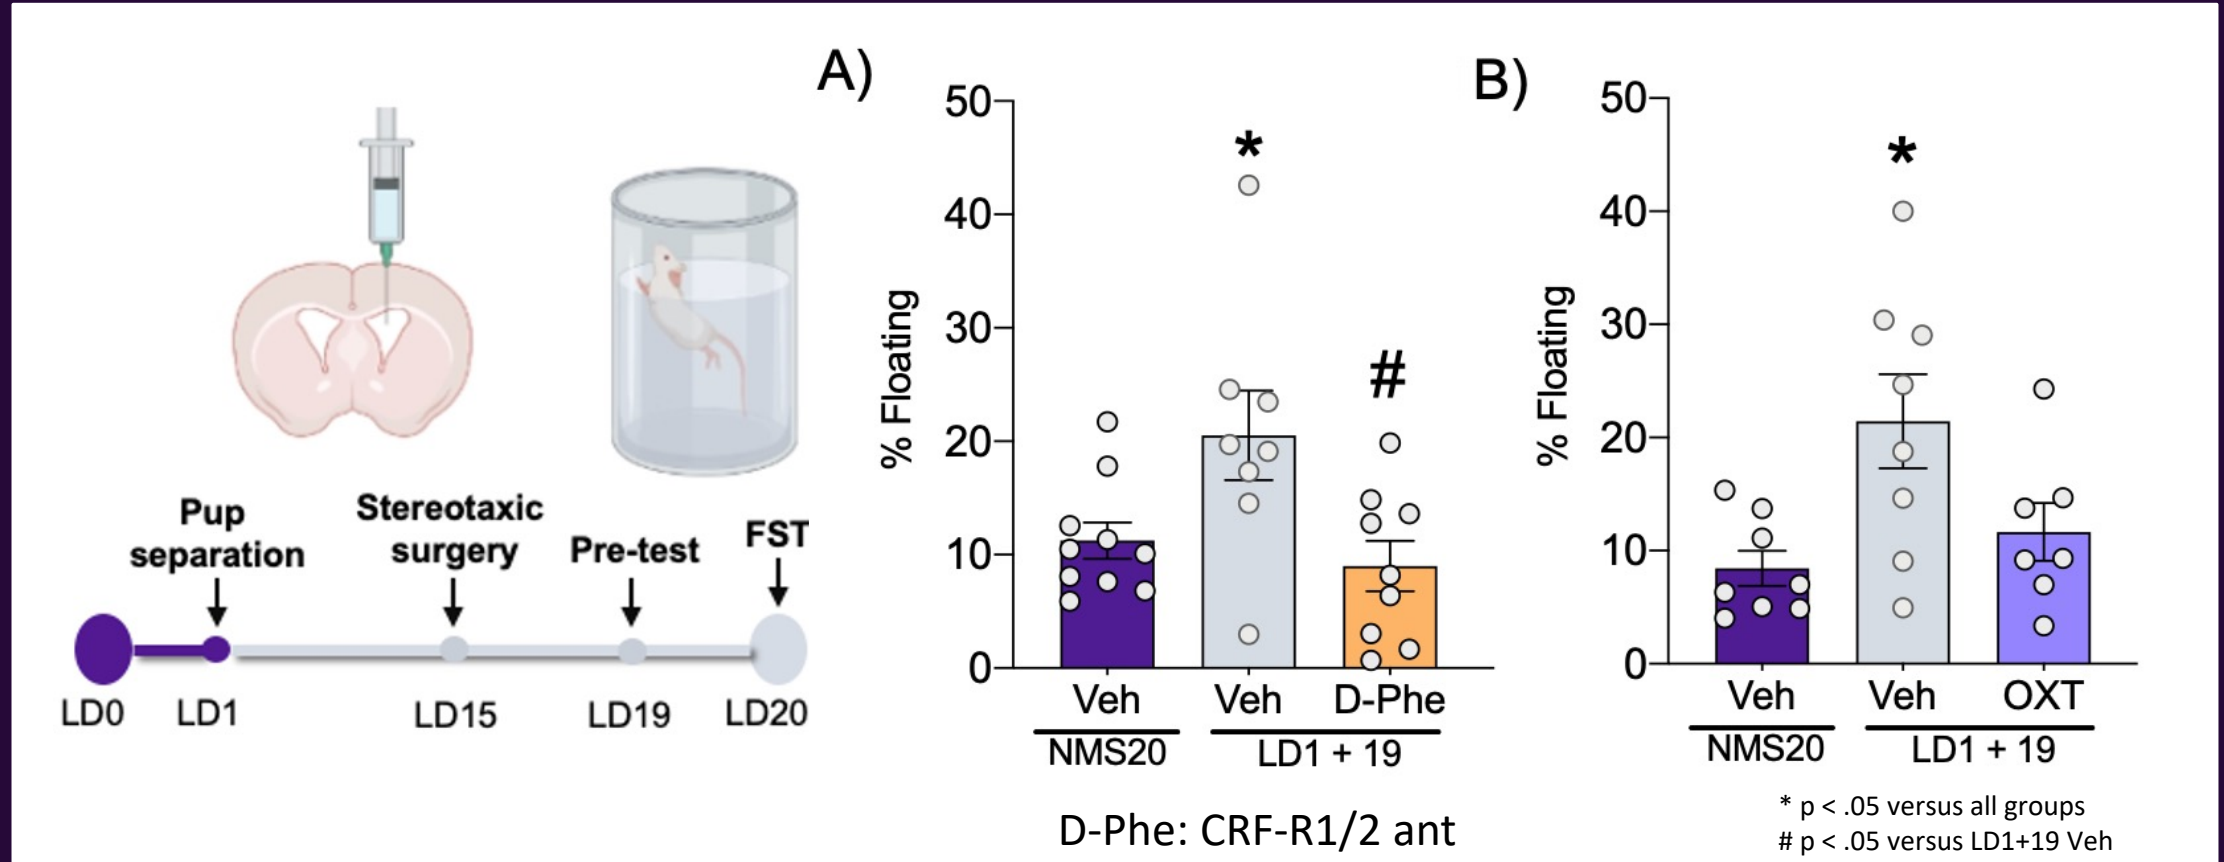 Pup
separation
Stereotaxic
surgery
Pre-test
FST
LD0
LD1
LD15
LD19
LD20
A)
% Floating
50
40
30
20
10
0
*
#
Veh
Veh
D-Phe
NMS20
LD1 + 19
D-Phe: CRF-R1/2 ant
B)
% Floating
50
40
30
20
10
0
*
Veh
Veh
OXT
NMS20
LD1 + 19
* p < .05 versus all groups
# p < .05 versus LD1+19 Veh